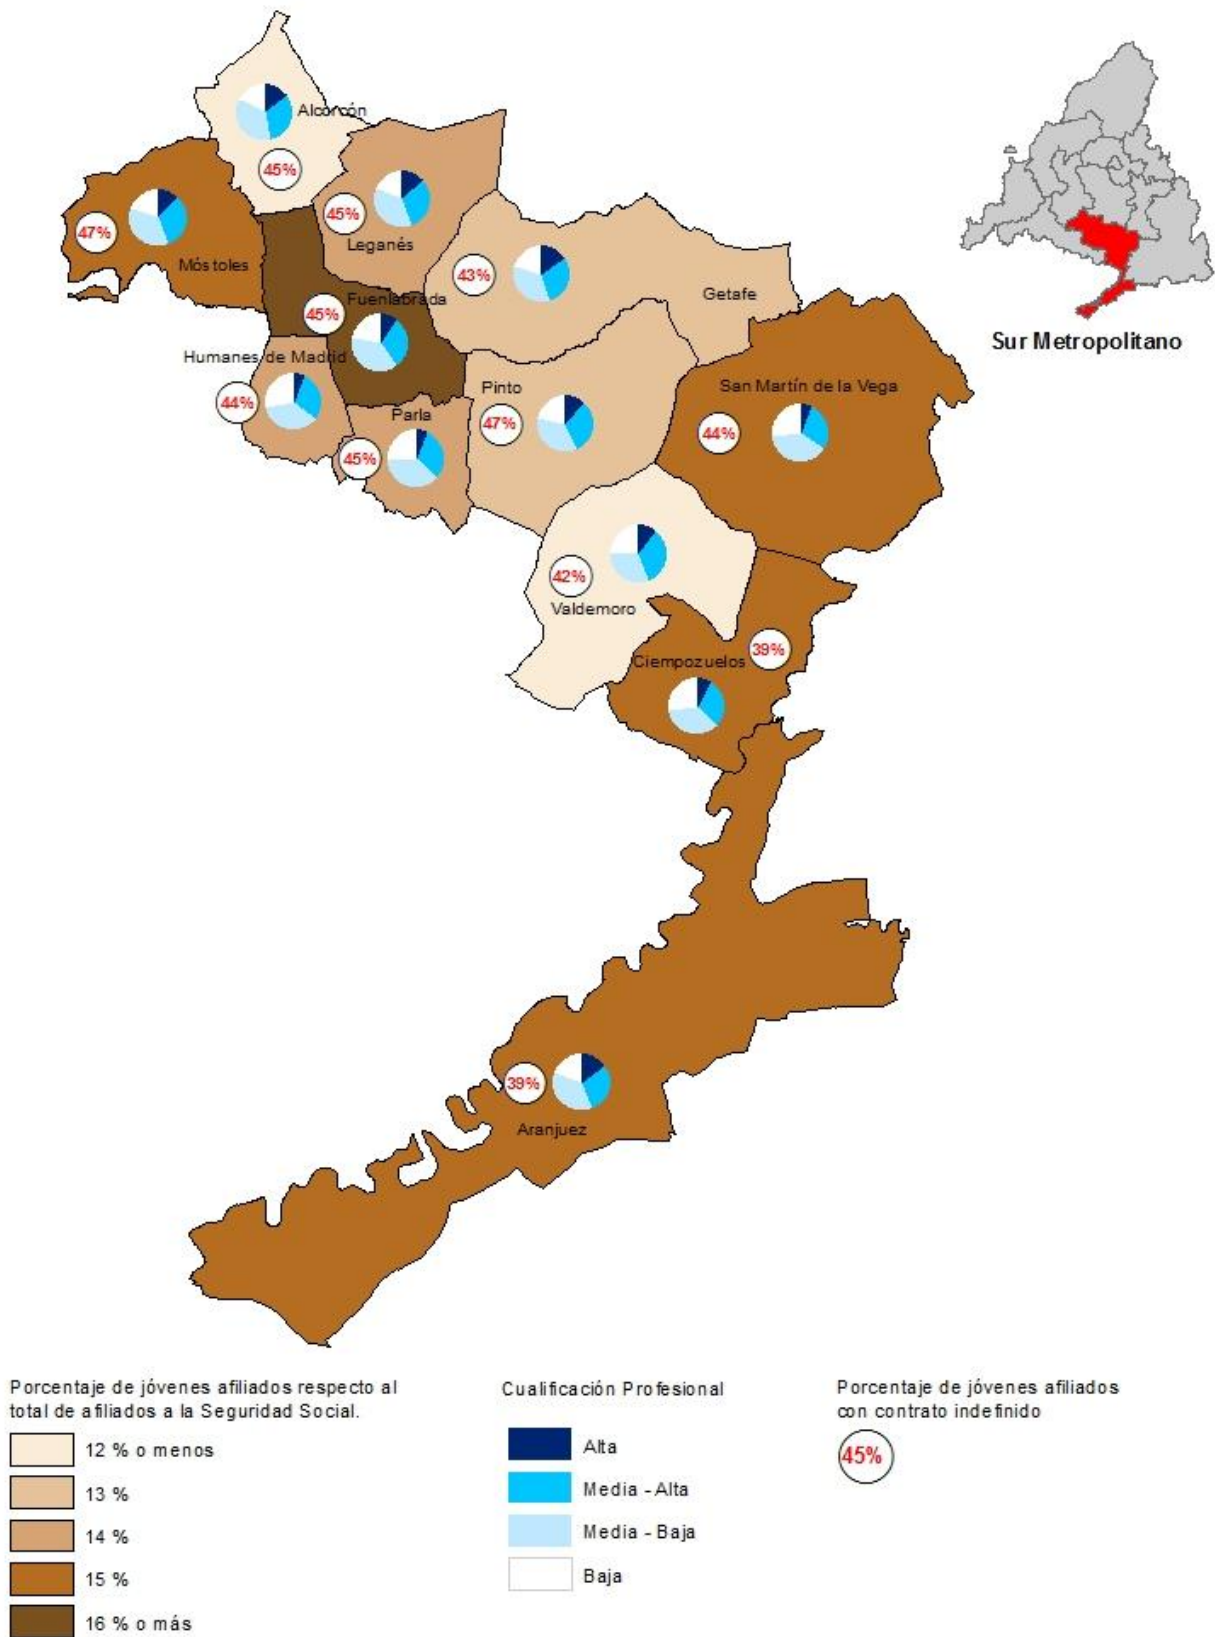 Alcorcón
45%
Sur Metropolitano
47%
Móstoles
45%
Leganés
43%
Getafe
45%
Fuenlabrada
Humanes de Madrid
44%
Parla
45%
Pinto
47%
San Martín de la Vega
44%
42%
Valdemoro
39%
Ciempozuelos
39%
Aranjuez
Porcentaje de jóvenes afiliados respecto al
total de afiliados a la Seguridad Social.
12 % o menos
13 %
14 %
15 %
16 % o más
Cualificación Profesional
Alta
Media - Alta
Media - Baja
Baja
Porcentaje de jóvenes afiliados
con contrato indefinido
45%